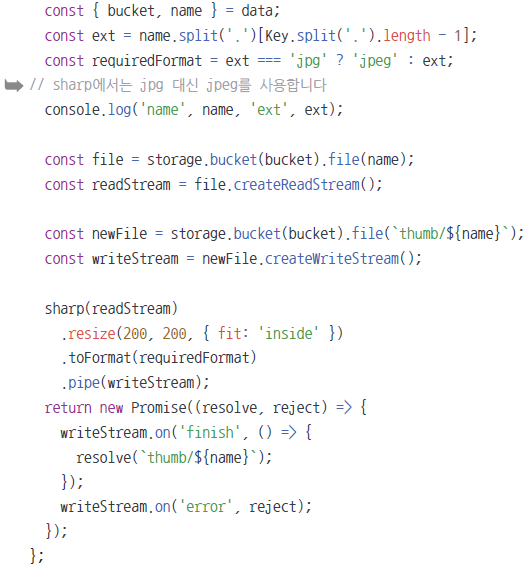 const { bucket, name } = data;
const ext = name.split('.')[Key.split('.').length - 1];
const requiredFormat = ext === 'jpg' ? 'jpeg' : ext;
// sharp에서는 jpg 대신 jpeg를 사용합니다
console.log('name', name, 'ext', ext);
const file = storage.bucket(bucket).file(name);
const readStream = file.createReadStream();
const newFile = storage.bucket(bucket).file(`thumb/${name}`);
const writeStream = newFile.createWriteStream();
sharp(readStream)
.resize(200, 200, { fit: 'inside' })
.toFormat(requiredFormat)
.pipe(writeStream);
return new Promise((resolve, reject) => {
writeStream.on('finish', () => {
resolve(`thumb/${name}`);
});
writeStream.on('error', reject);
});
};